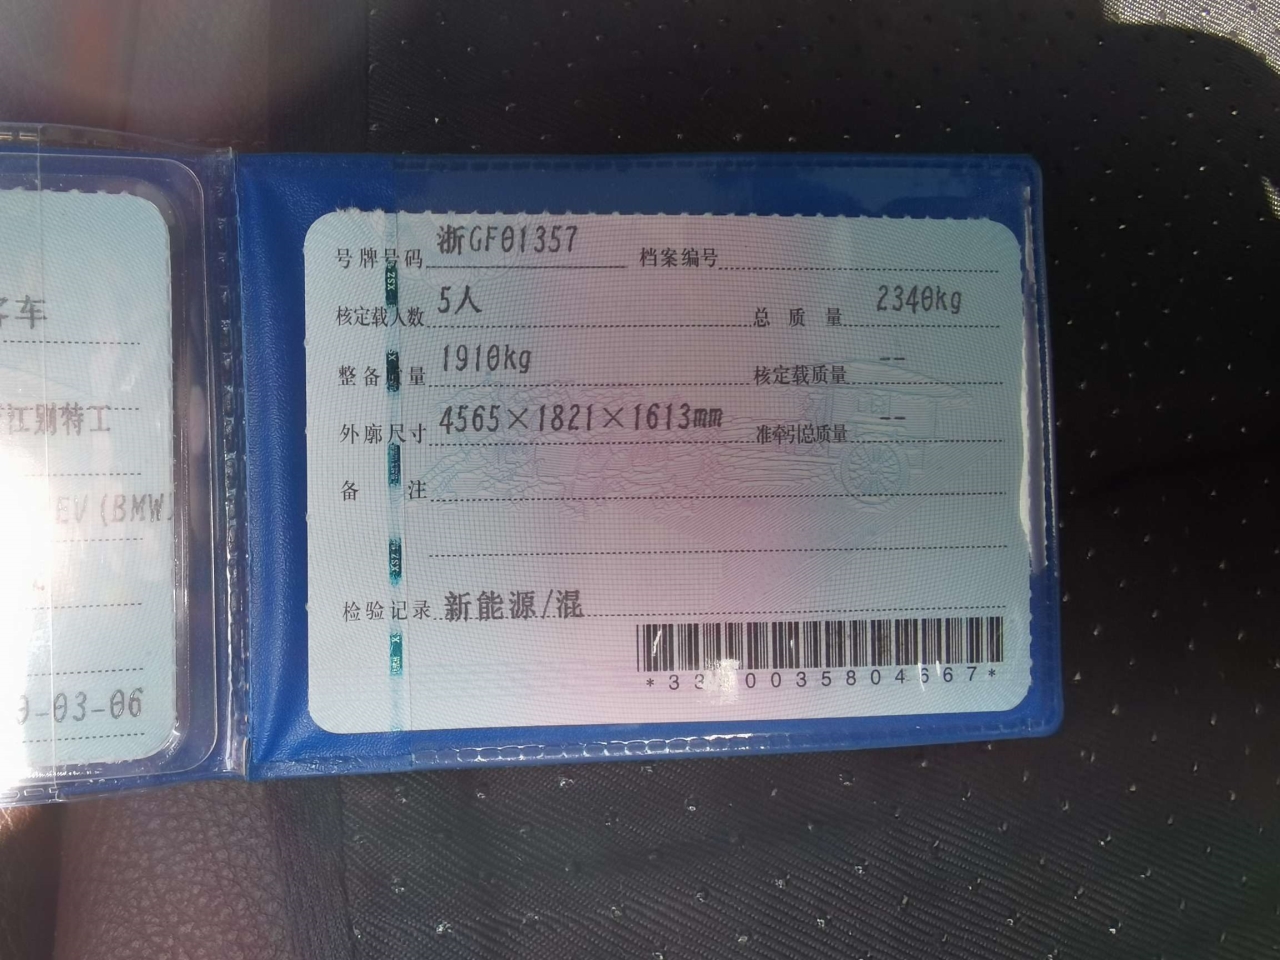 客车
江别特工
EV (BMW)
-03-06
号牌号码 浙GF01357 档案编号
核定载人数 5人 总质量 2340kg
整备质量 1910kg 核定载质量 --
外廓尺寸 4565×1821×1613mm 准牵引总质量 --
备注
检验记录 新能源/混
*33 0035804667*